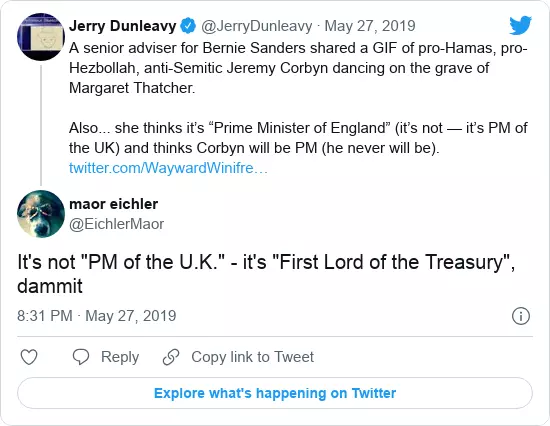 Jerry Dunleavy @JerryDunleavy · May 27, 2019
A senior adviser for Bernie Sanders shared a GIF of pro-Hamas, pro-
Hezbollah, anti-Semitic Jeremy Corbyn dancing on the grave of
Margaret Thatcher.
Also... she thinks it’s “Prime Minister of England” (it’s not — it’s PM of
the UK) and thinks Corbyn will be PM (he never will be).
twitter.com/WaywardWinifre…
maor eichler
@EichlerMaor
It's not "PM of the U.K." - it's "First Lord of the Treasury",
dammit
8:31 PM · May 27, 2019
Reply Copy link to Tweet
Explore what's happening on Twitter